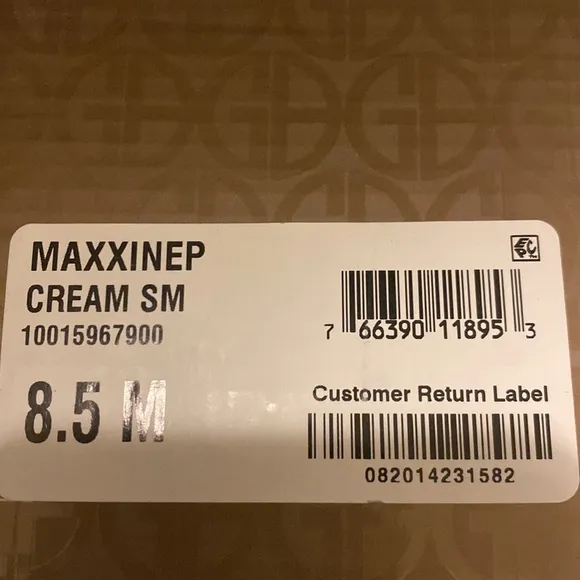 MAXXINEP
CREAM SM
10015967900
8.5 M
7 66390 11895 3
Customer Return Label
082014231582